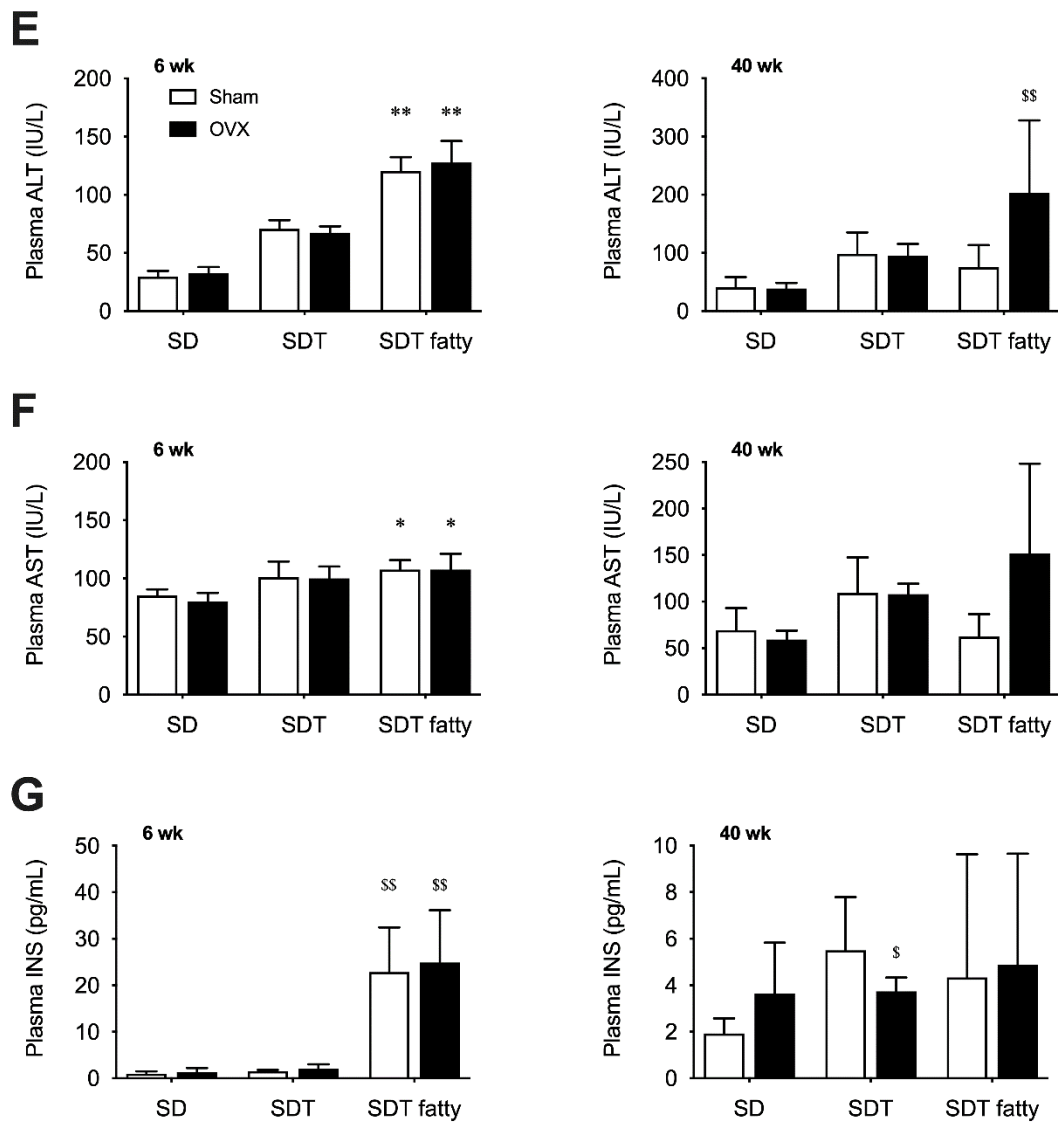 E
6 wk
Sham
OVX
Plasma ALT (IU/L)
200
150
100
50
0
** **
SD SDT SDT fatty
40 wk
Plasma ALT (IU/L)
400
300
200
100
0
$$
SD SDT SDT fatty
F
6 wk
Plasma AST (IU/L)
200
150
100
50
0
* *
SD SDT SDT fatty
40 wk
Plasma AST (IU/L)
250
200
150
100
50
0
SD SDT SDT fatty
G
6 wk
Plasma INS (pg/mL)
50
40
30
20
10
0
$$ $$
SD SDT SDT fatty
40 wk
Plasma INS (pg/mL)
10
8
6
4
2
0
$
SD SDT SDT fatty